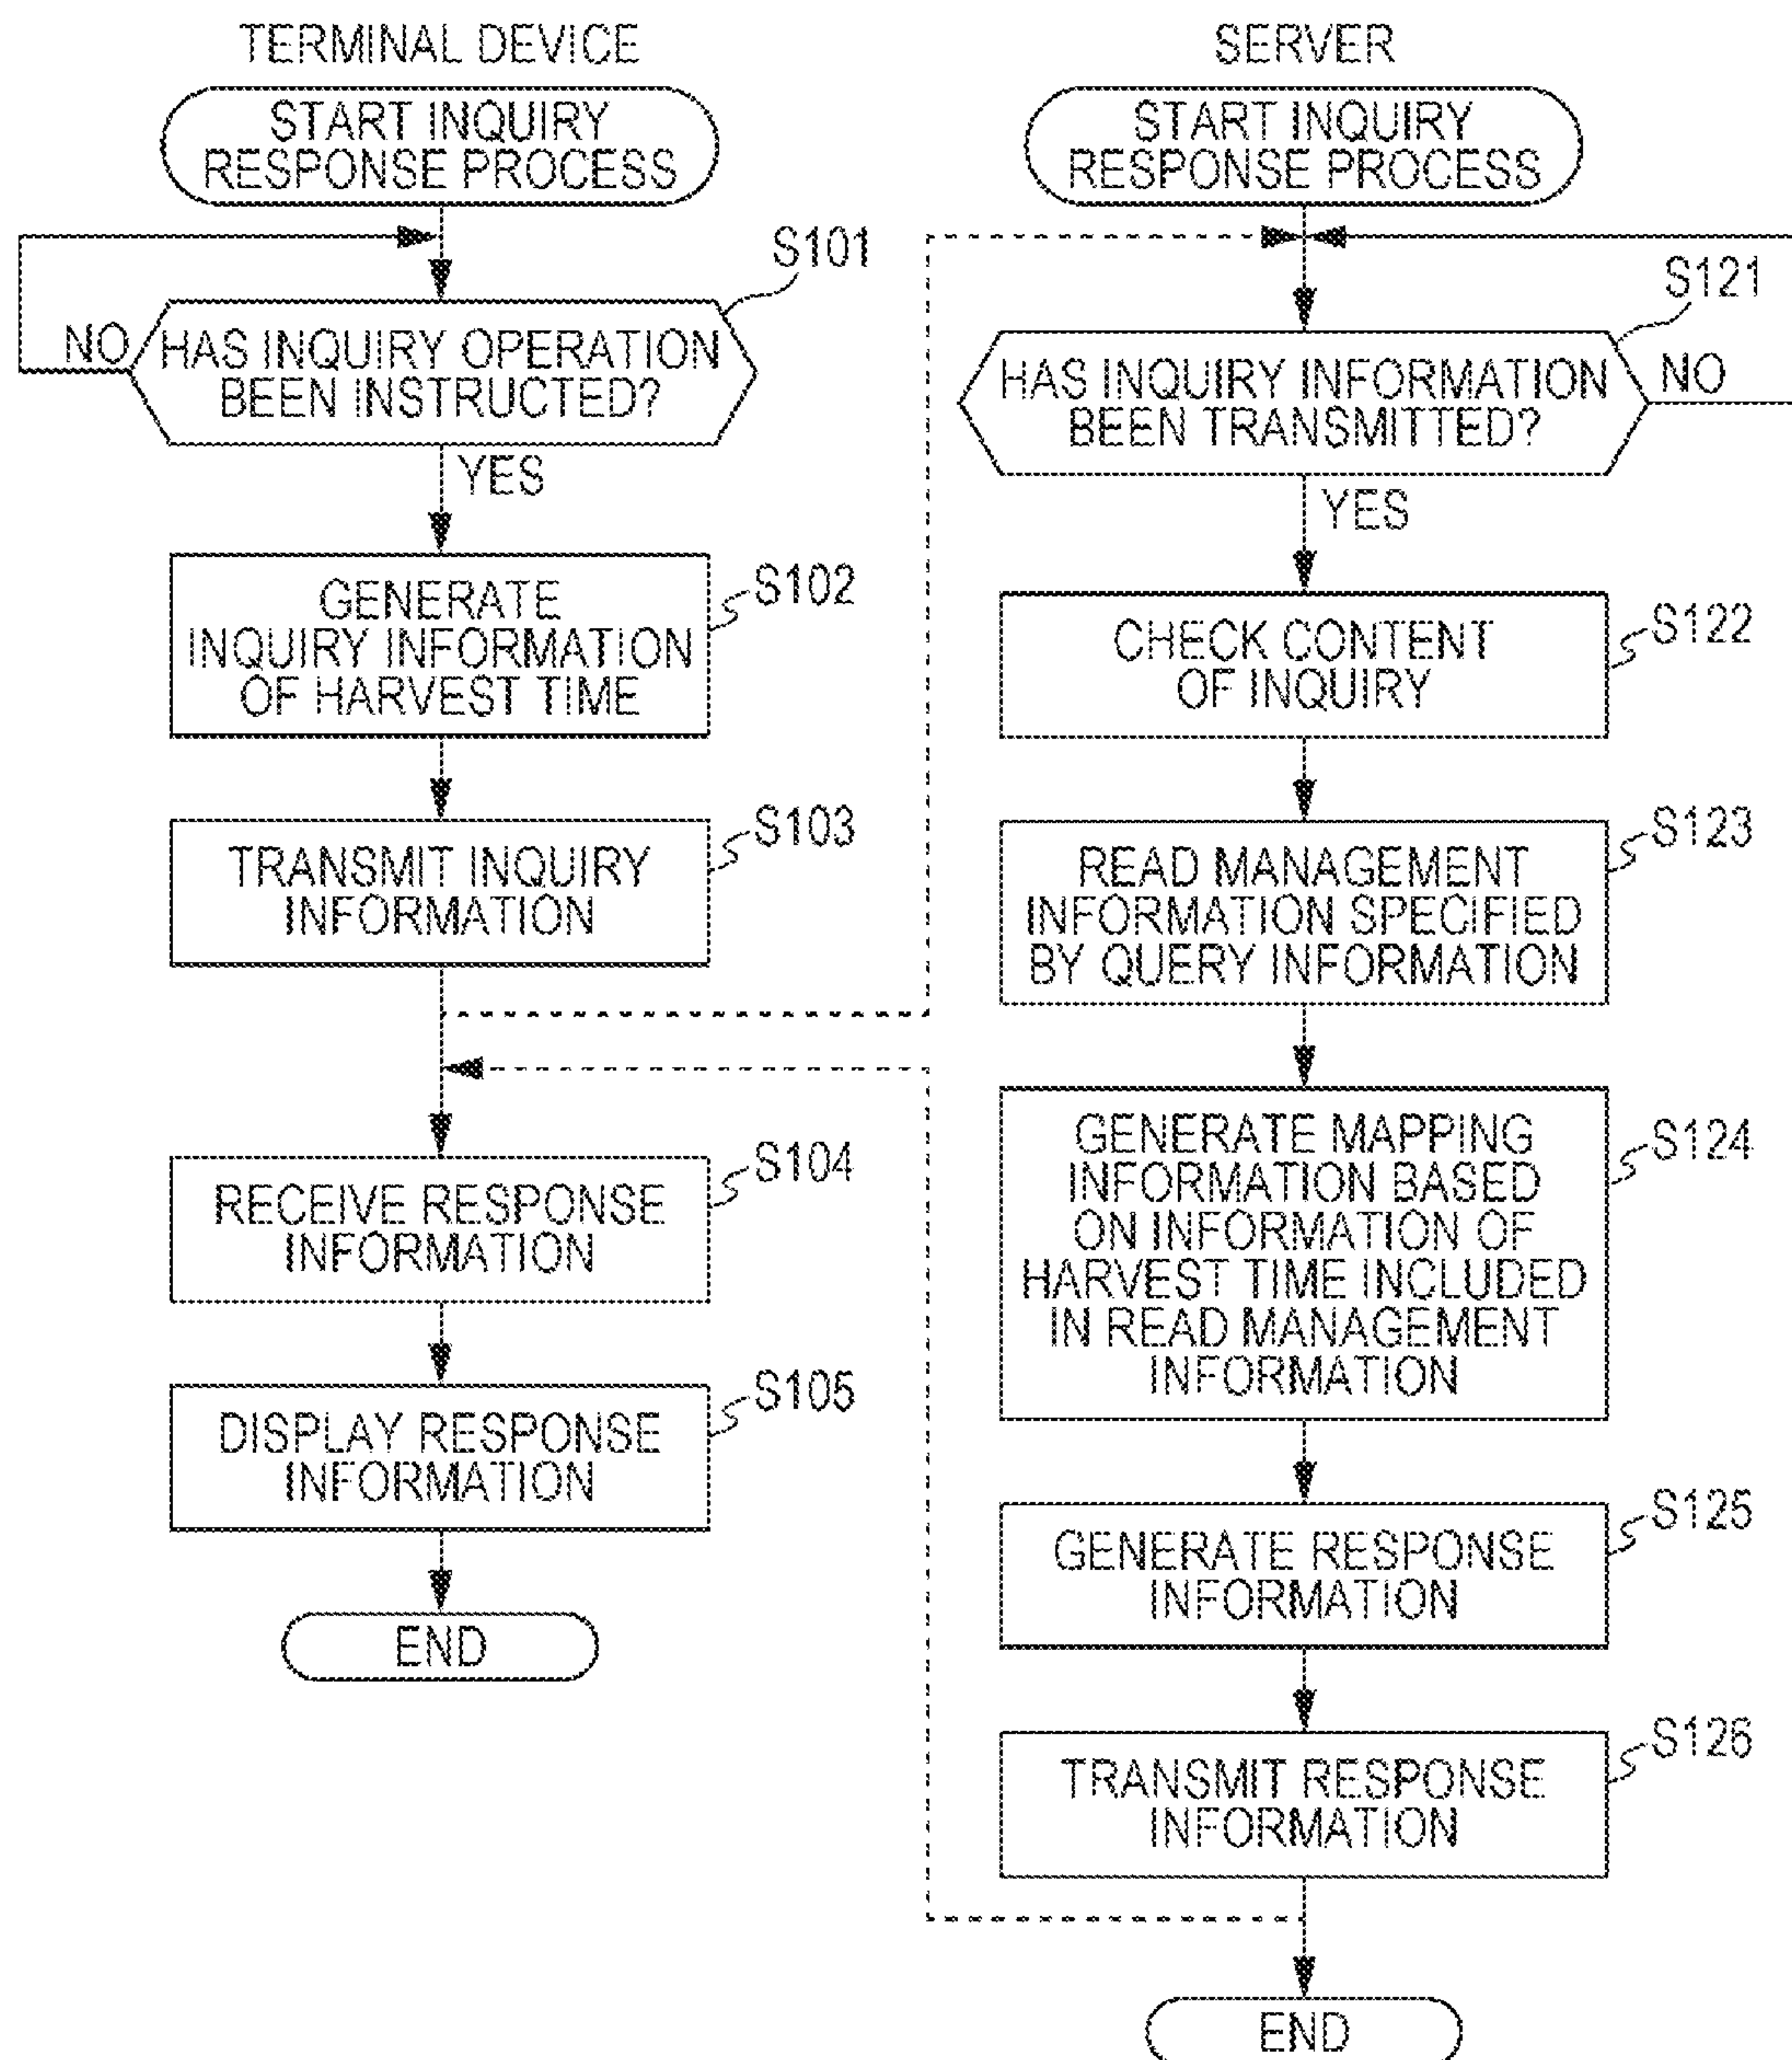 TERMINAL DEVICE
START INQUIRY
RESPONSE PROCESS
S101
NO
HAS INQUIRY OPERATION
BEEN INSTRUCTED?
YES
S102
GENERATE
INQUIRY INFORMATION
OF HARVEST TIME
S103
TRANSMIT INQUIRY
INFORMATION
S104
RECEIVE RESPONSE
INFORMATION
S105
DISPLAY RESPONSE
INFORMATION
END
SERVER
START INQUIRY
RESPONSE PROCESS
S121
HAS INQUIRY INFORMATION
BEEN TRANSMITTED?
NO
YES
S122
CHECK CONTENT
OF INQUIRY
S123
READ MANAGEMENT
INFORMATION SPECIFIED
BY QUERY INFORMATION
S124
GENERATE MAPPING
INFORMATION BASED
ON INFORMATION OF
HARVEST TIME INCLUDED
IN READ MANAGEMENT
INFORMATION
S125
GENERATE RESPONSE
INFORMATION
S126
TRANSMIT RESPONSE
INFORMATION
END